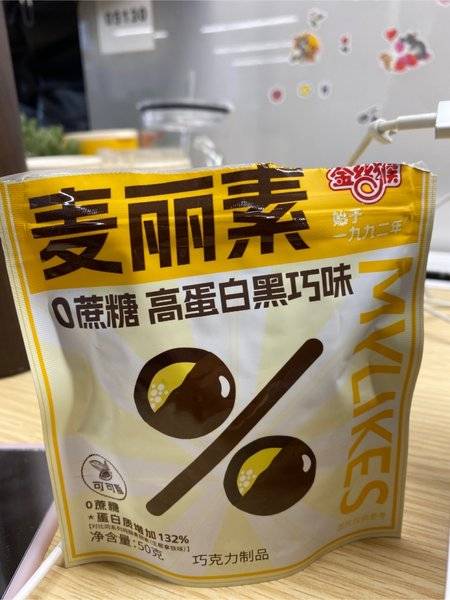 09130
金丝猴
麦丽素
始于
一九九二年
0蔗糖 高蛋白黑巧味
MYLIKES
可可脂
0蔗糖
★蛋白质增加132%
净含量:50克
巧克力制品